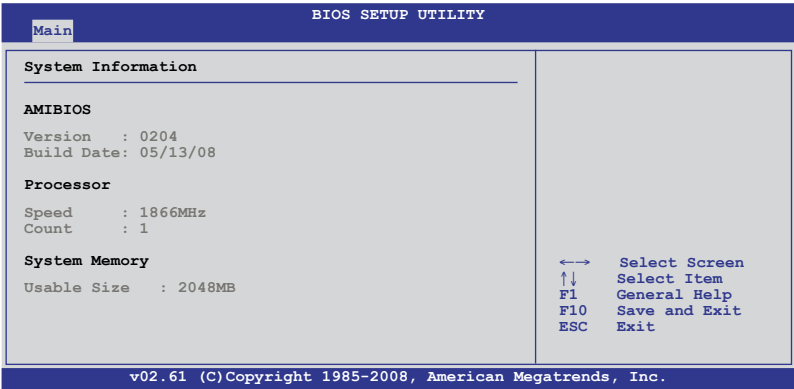 BIOS SETUP UTILITY
Main
System Information
AMIBIOS
Version : 0204
Build Date: 05/13/08
Processor
Speed : 1866MHz
Count : 1
System Memory
Usable Size : 2048MB
←→ Select Screen
↑↓ Select Item
F1 General Help
F10 Save and Exit
ESC Exit
v02.61 (C)Copyright 1985-2008, American Megatrends, Inc.